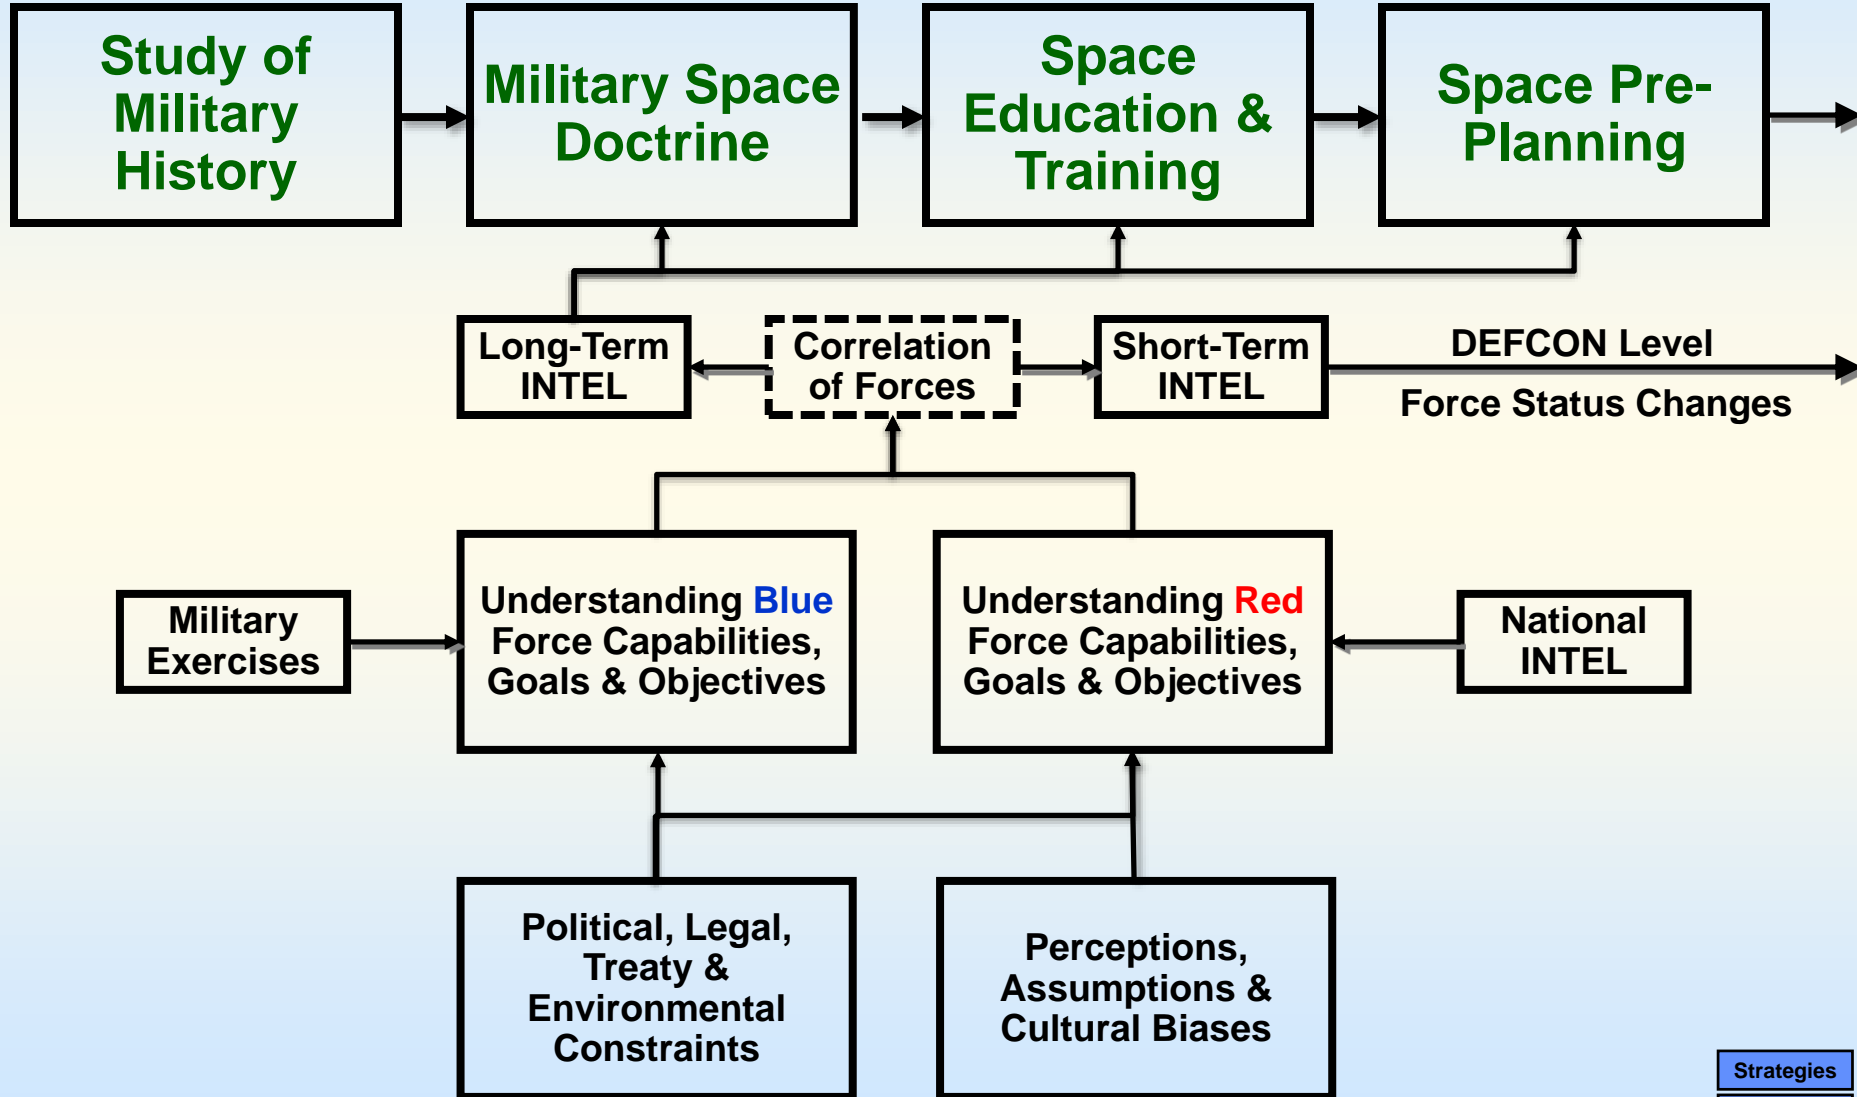 Study of
Military
History
Military Space
Doctrine
Space
Education &
Training
Space Pre-
Planning
Long-Term
INTEL
Correlation
of Forces
Short-Term
INTEL
DEFCON Level
Force Status Changes
Military
Exercises
Understanding Blue
Force Capabilities,
Goals & Objectives
Understanding Red
Force Capabilities,
Goals & Objectives
National
INTEL
Political, Legal,
Treaty &
Environmental
Constraints
Perceptions,
Assumptions &
Cultural Biases
Strategies